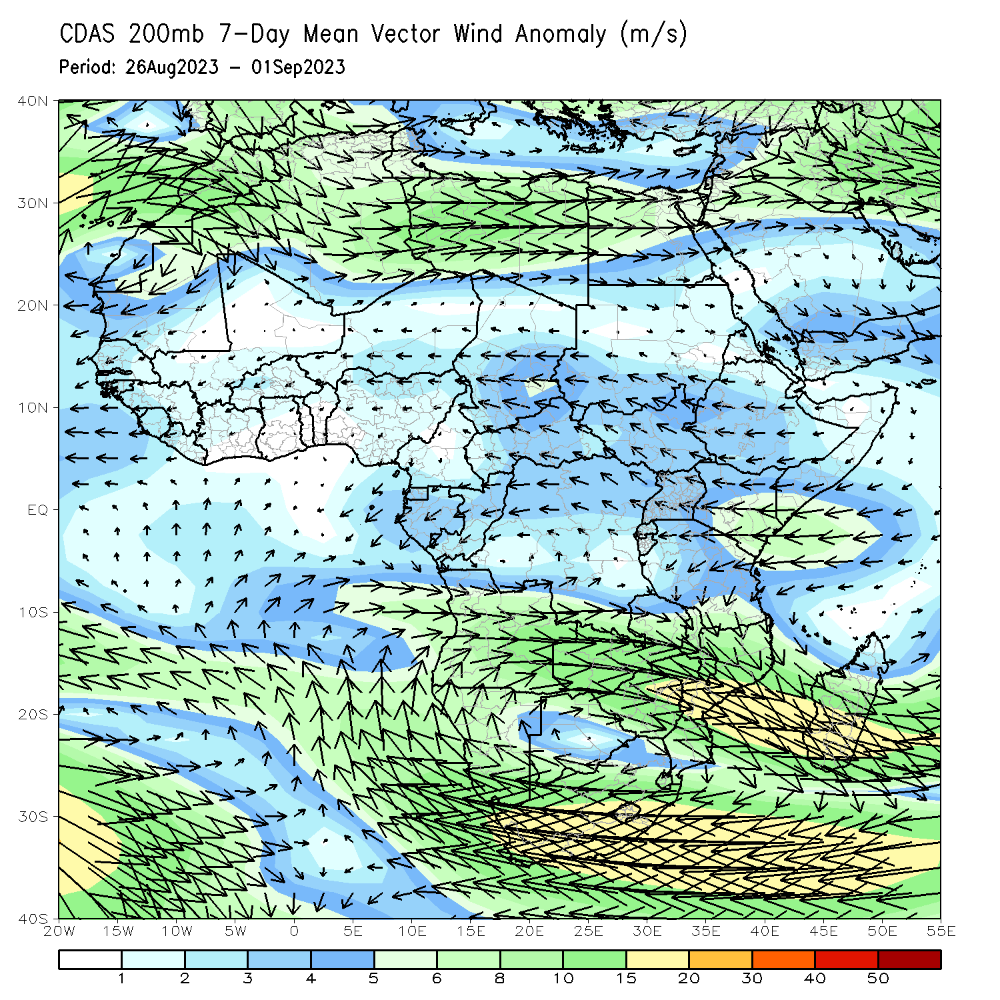 CDAS 200mb 7-Day Mean Vector Wind Anomaly (m/s)
Period: 26Aug2023 - 01Sep2023
40N
30N
20N
10N
EQ
10S
20S
30S
40S
20W 15W 10W 5W 0 5E 10E 15E 20E 25E 30E 35E 40E 45E 50E 55E
1 2 3 4 5 6 8 10 15 20 30 40 50